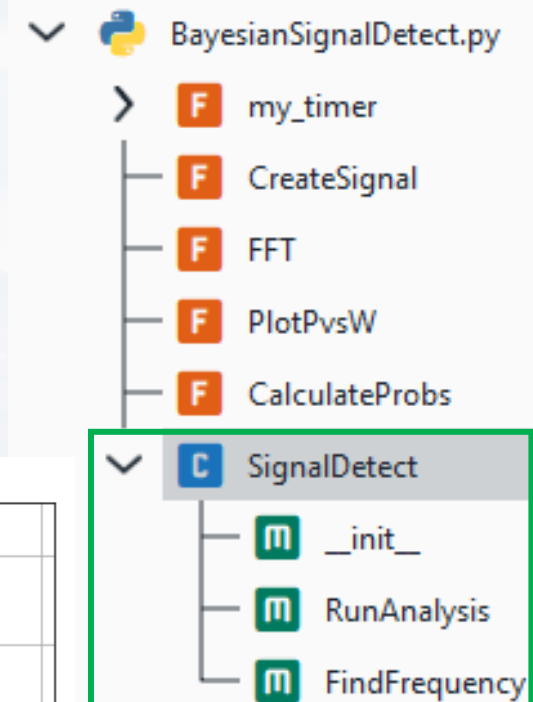 BayesianSignalDetect.py
F my_timer
F CreateSignal
F FFT
F PlotPvsW
F CalculateProbs
C SignalDetect
m __init__
m RunAnalysis
m FindFrequency